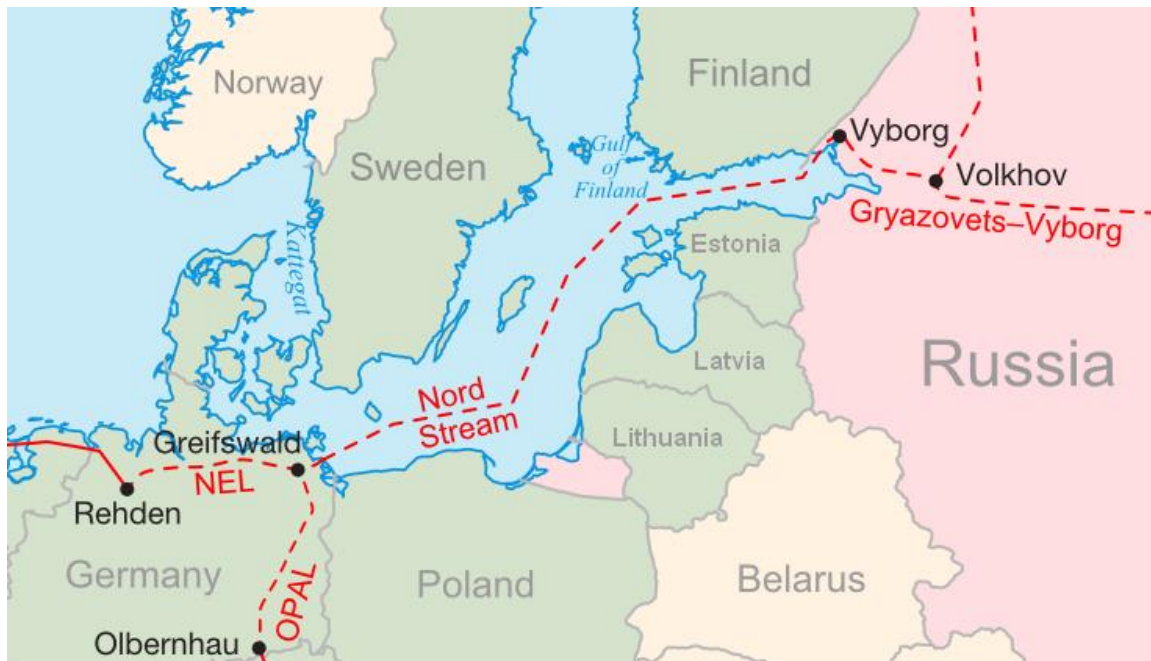 Norway
Finland
Sweden
Gulf
of
Finland
Vyborg
Volkhov
Gryazovets–Vyborg
Kattegat
Estonia
Russia
Latvia
Nord
Stream
Lithuania
Greifswald
NEL
Rehden
Germany
OPAL
Poland
Belarus
Olbernhau